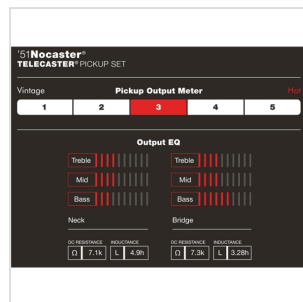 '51Nocaster®
TELECASTER® PICKUP SET
Vintage Pickup Output Meter Hot
1 2 3 4 5
Output EQ
Treble Treble
Mid Mid
Bass Bass
Neck Bridge
DC RESISTANCE INDUCTANCE DC RESISTANCE INDUCTANCE
Ω 7.1k L 4.9h Ω 7.3k L 3.28h